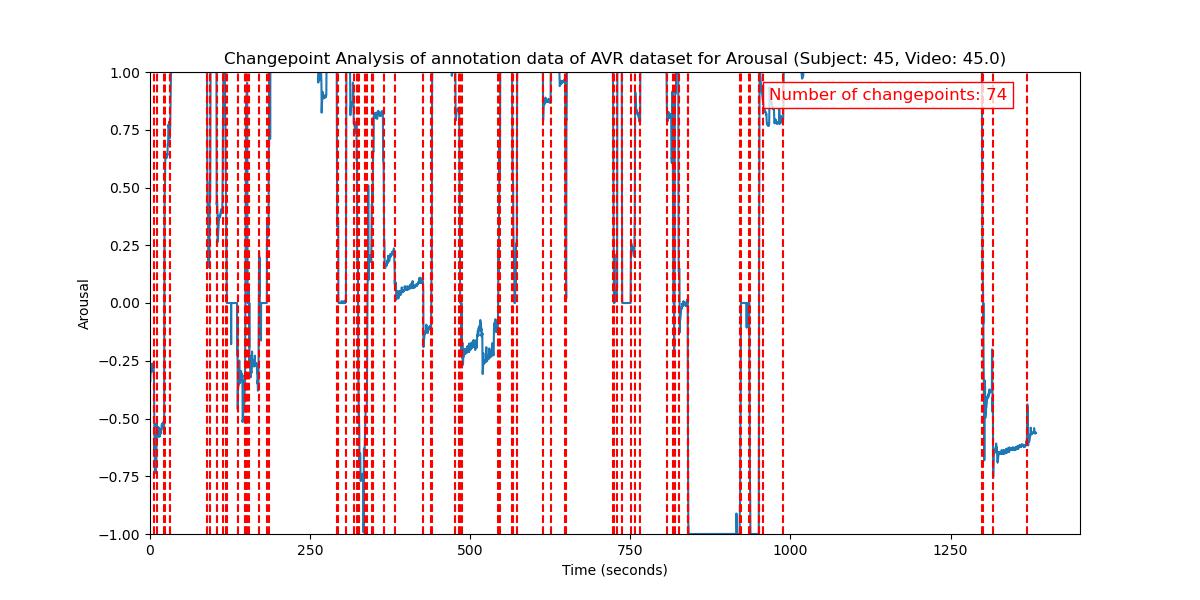 Changepoint Analysis of annotation data of AVR dataset for Arousal (Subject: 45, Video: 45.0)
Number of changepoints: 74
1.00
0.75
0.50
0.25
0.00
−0.25
−0.50
−0.75
−1.00
Arousal
0 250 500 750 1000 1250
Time (seconds)